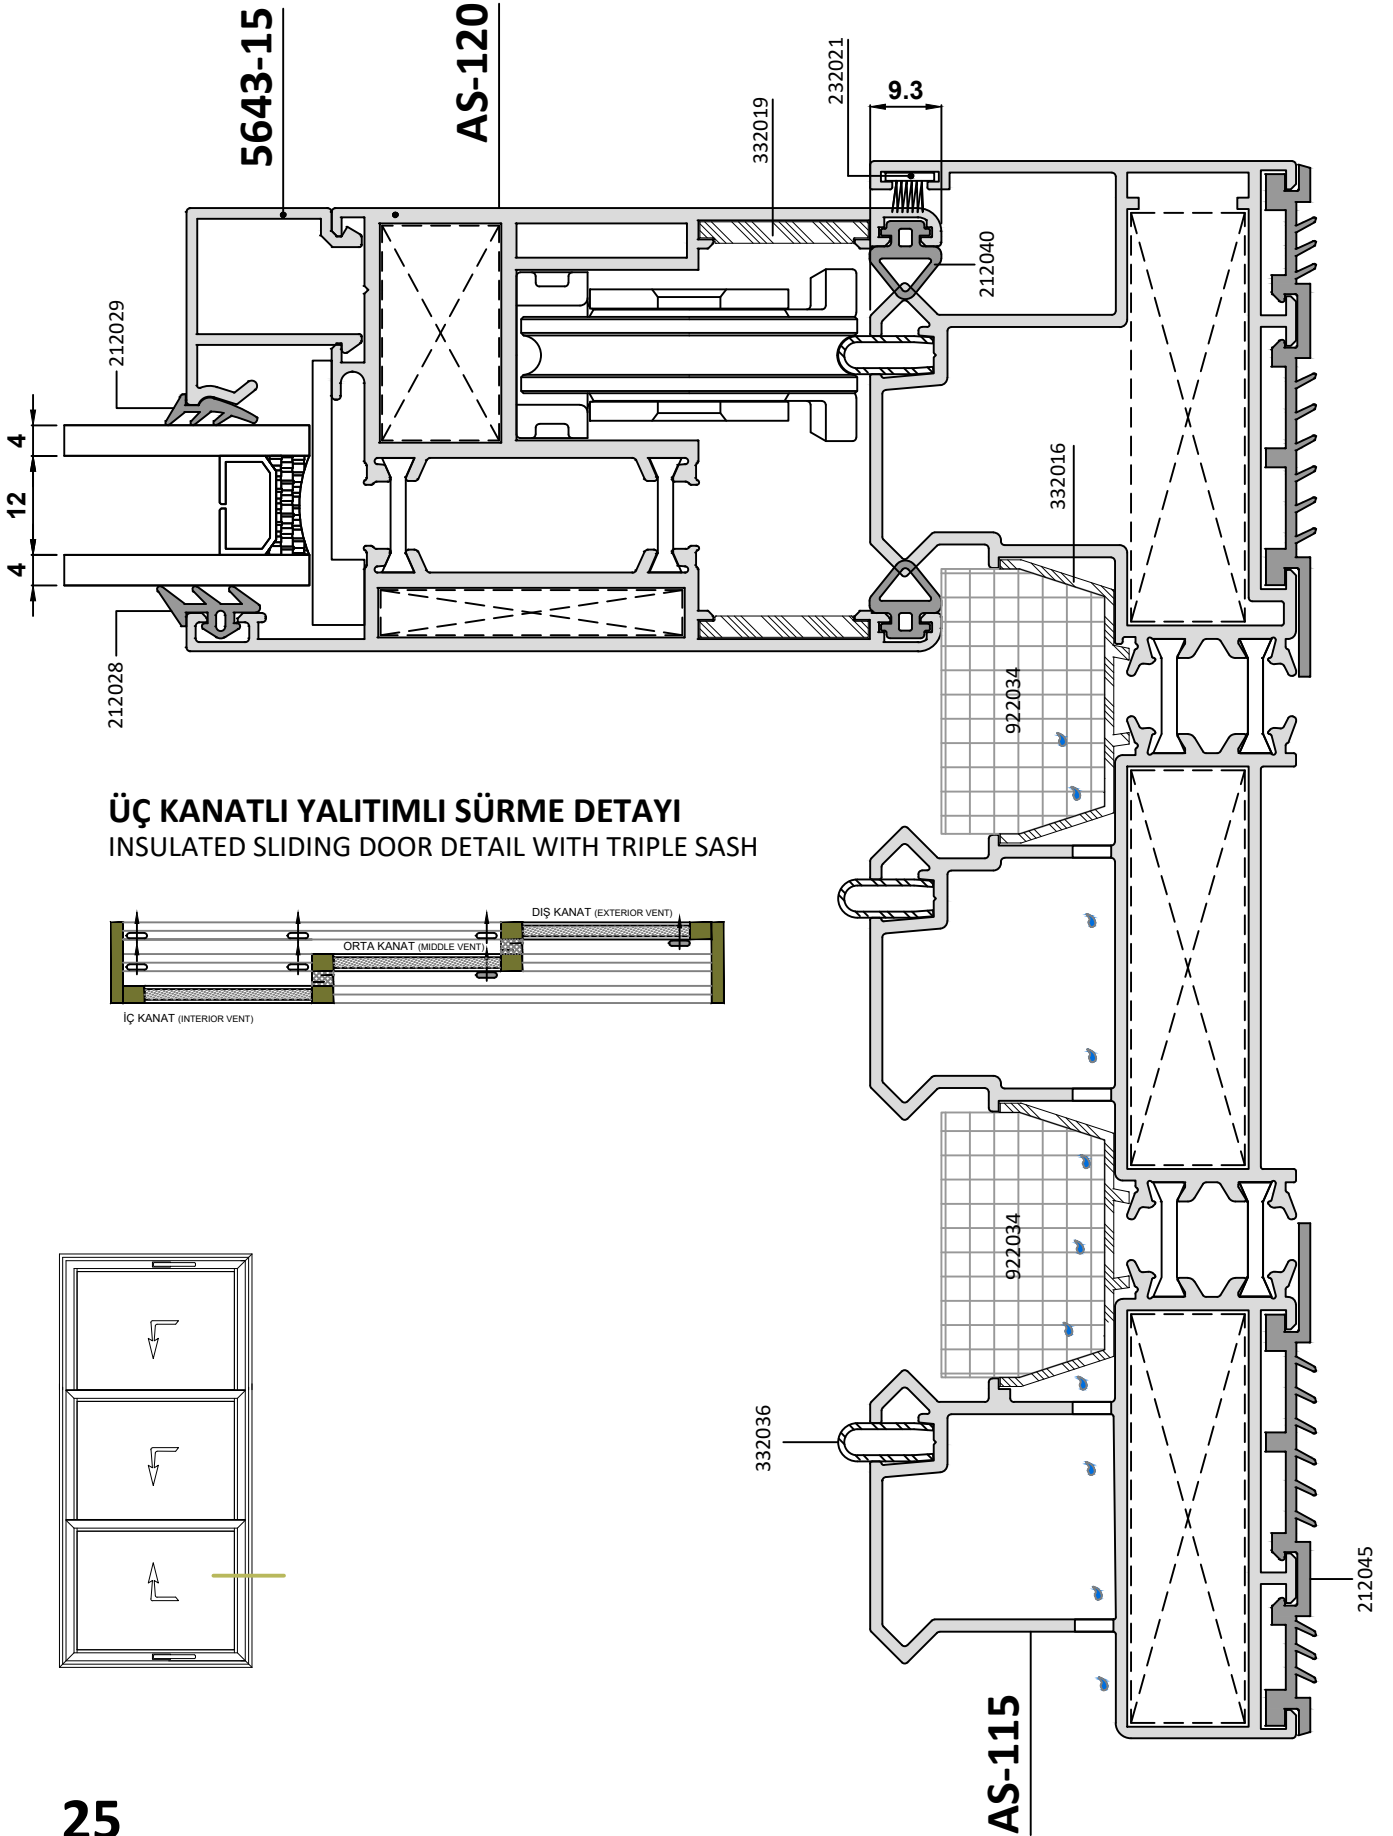 5643-15
AS-120
232021
9.3
332019
212040
212029
4
12
4
332016
212028
922034
ÜÇ KANATLI YALITIMLI SÜRME DETAYI
INSULATED SLIDING DOOR DETAIL WITH TRIPLE SASH
DIŞ KANAT (EXTERIOR VENT)
ORTA KANAT (MIDDLE VENT)
İÇ KANAT (INTERIOR VENT)
922034
332036
212045
AS-115
25